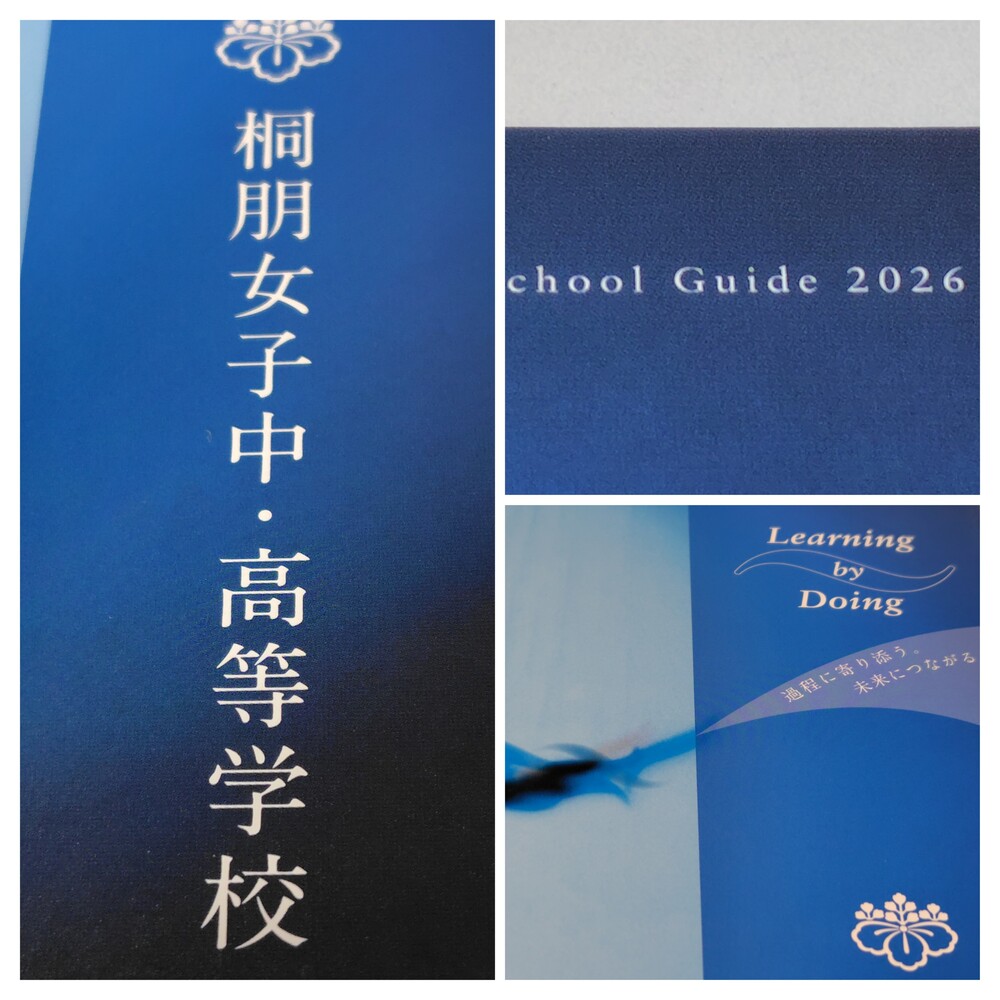 桐朋女子中・高等学校
chool Guide 2026
Learning
by
Doing
過程に寄り添う。
未来につながる